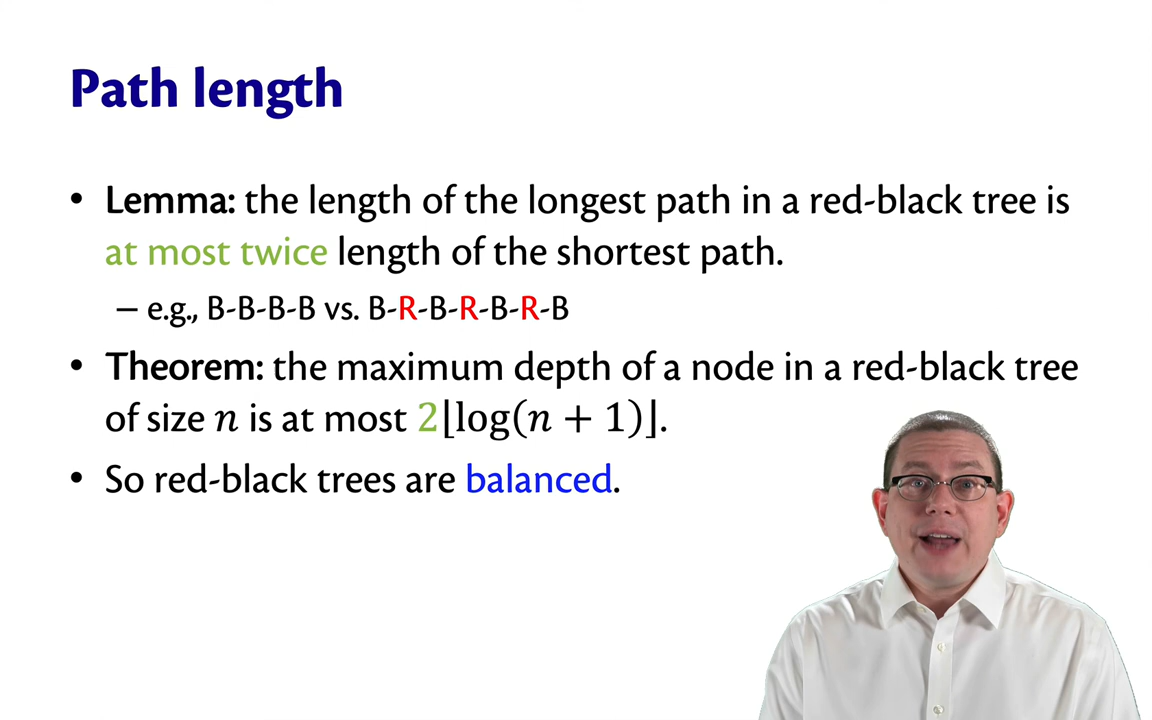 Path length
• Lemma: the length of the longest path in a red-black tree is
at most twice length of the shortest path.
– e.g., B-B-B-B vs. B-R-B-R-B-R-B
• Theorem: the maximum depth of a node in a red-black tree
of size n is at most 2⌊log(n + 1)⌋.
• So red-black trees are balanced.